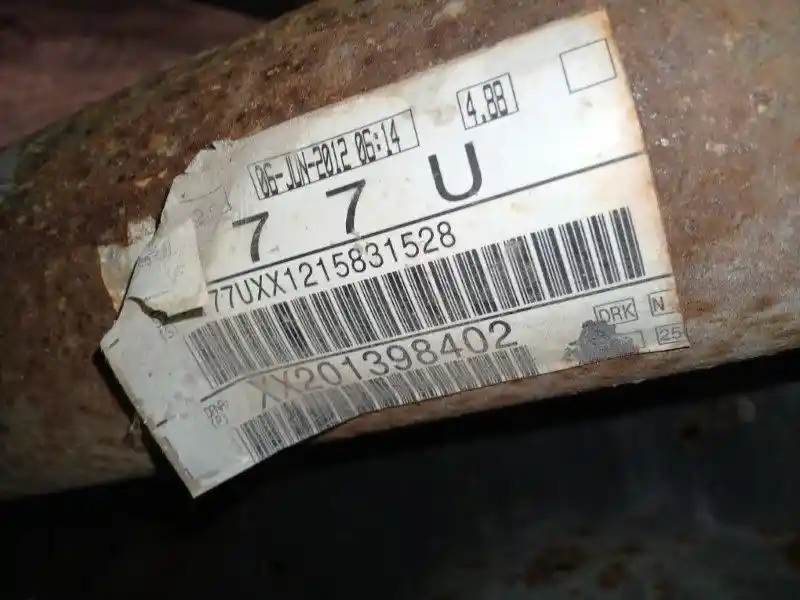 4.88
06-JUN-2012 06:14
7 7 U
77UXX1215831528
(S)
DRK N
XX201398402
25
(P)